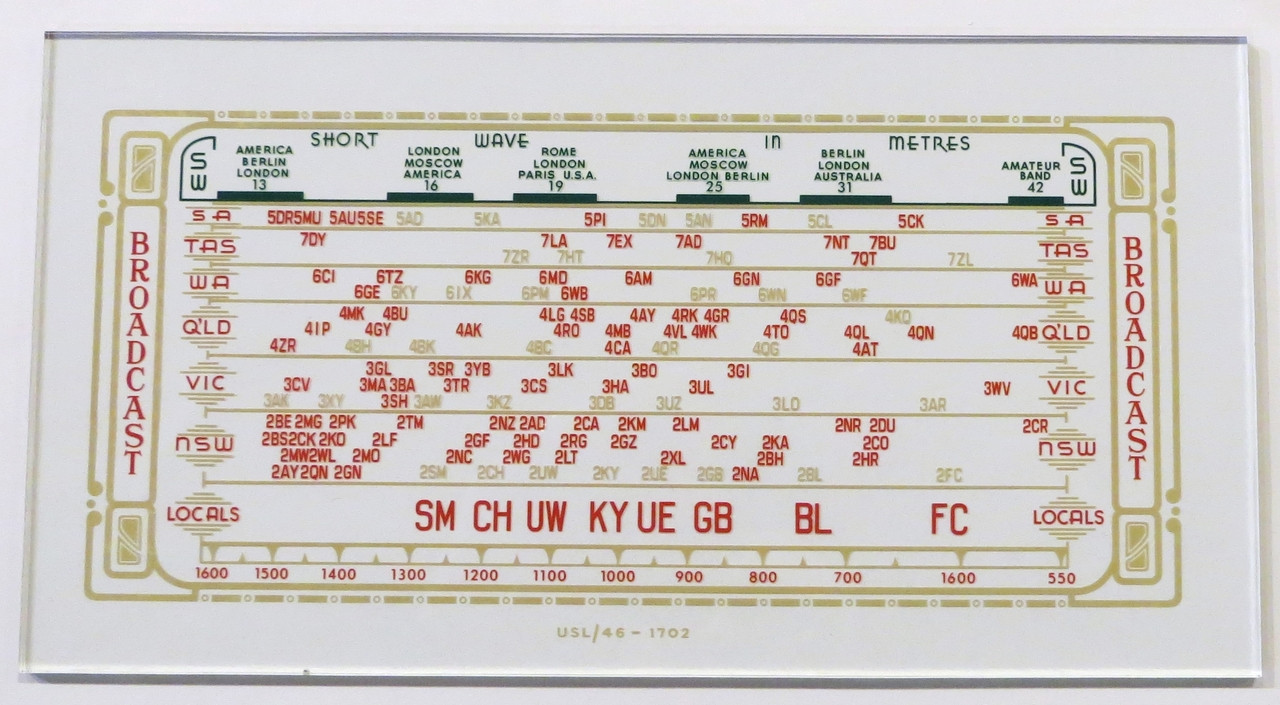 SHORT WAVE IN METRES
SW AMERICA BERLIN LONDON 13 LONDON MOSCOW AMERICA 16 ROME LONDON PARIS U.S.A. 19 AMERICA MOSCOW LONDON BERLIN 25 BERLIN LONDON AUSTRALIA 31 AMATEUR BAND 42 SW
BROADCAST
SA 5DR 5MU 5AU 5SE 5AD 5KA 5PI 5DN 5AN 5RM 5CL 5CK SA
7DY 7LA 7EX 7AD 7NT 7BU
TAS 7ZR 7HT 7HO 7QT 7ZL TAS
6CI 6TZ 6KG 6MD 6AM 6GN 6GF 6WA
WA 6GE 6KY 6IX 6PM 6WB 6PR 6WN 6WF WA
4MK 4BU 4LG 4SB 4AY 4RK 4GR 4QS 4KQ
Q'LD 4IP 4GY 4AK 4RO 4MB 4VL 4WK 4TO 4QL 4QN 4QB Q'LD
4ZR 4BH 4BK 4BC 4CA 4QR 4QG 4AT
3GL 3SR 3YB 3LK 3BO 3GI
VIC 3CV 3MA 3BA 3TR 3CS 3HA 3UL 3WV VIC
3AK 3XY 3SH 3AW 3KZ 3DB 3UZ 3LO 3AR
2BE 2MG 2PK 2TM 2NZ 2AD 2CA 2KM 2LM 2NR 2DU 2CR
NSW 2BS 2CK 2KO 2LF 2GF 2HD 2RG 2GZ 2CY 2KA 2CO NSW
2MW 2WL 2MO 2NC 2WG 2LT 2XL 2BH 2HR
2AY 2QN 2GN 2SM 2CH 2UW 2KY 2UE 2GB 2NA 2BL 2FC
LOCALS SM CH UW KY UE GB BL FC LOCALS
1600 1500 1400 1300 1200 1100 1000 900 800 700 1600 550
BROADCAST
USL/46 - 1702